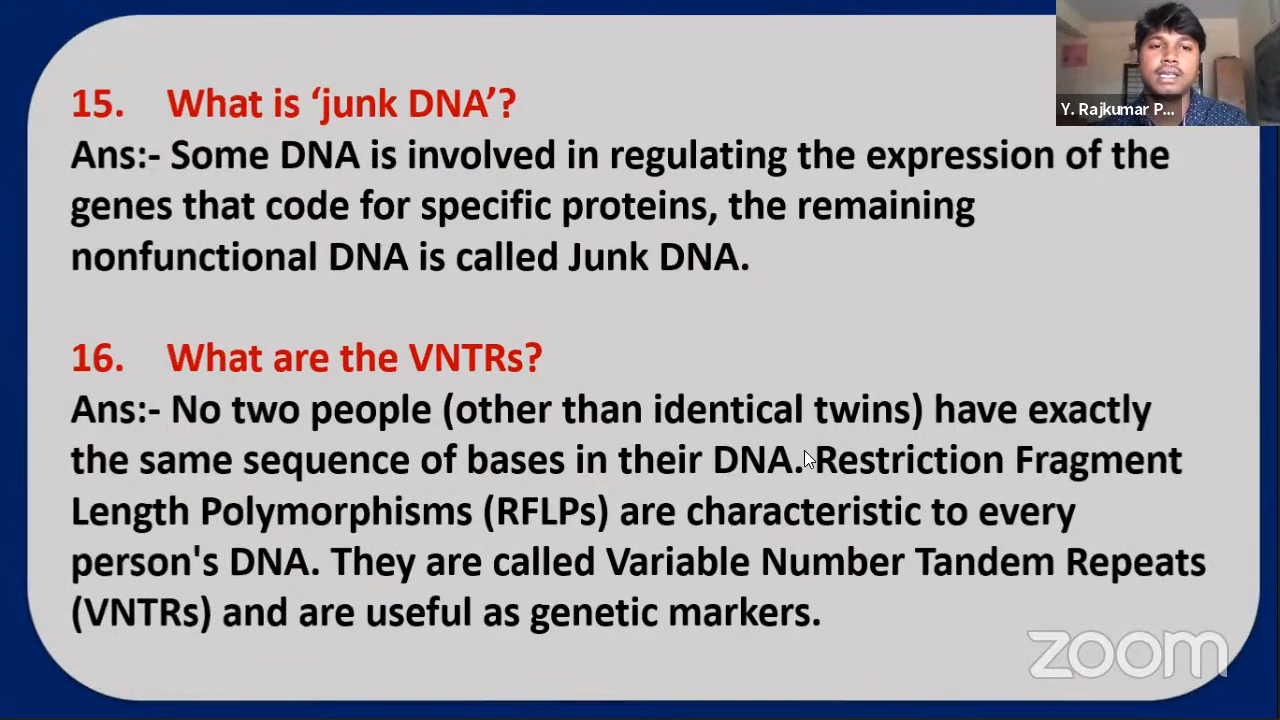 15. What is ‘junk DNA’?
Ans:- Some DNA is involved in regulating the expression of the
genes that code for specific proteins, the remaining
nonfunctional DNA is called Junk DNA.
16. What are the VNTRs?
Ans:- No two people (other than identical twins) have exactly
the same sequence of bases in their DNA. Restriction Fragment
Length Polymorphisms (RFLPs) are characteristic to every
person's DNA. They are called Variable Number Tandem Repeats
(VNTRs) and are useful as genetic markers.
Y. Rajkumar P...
zoom